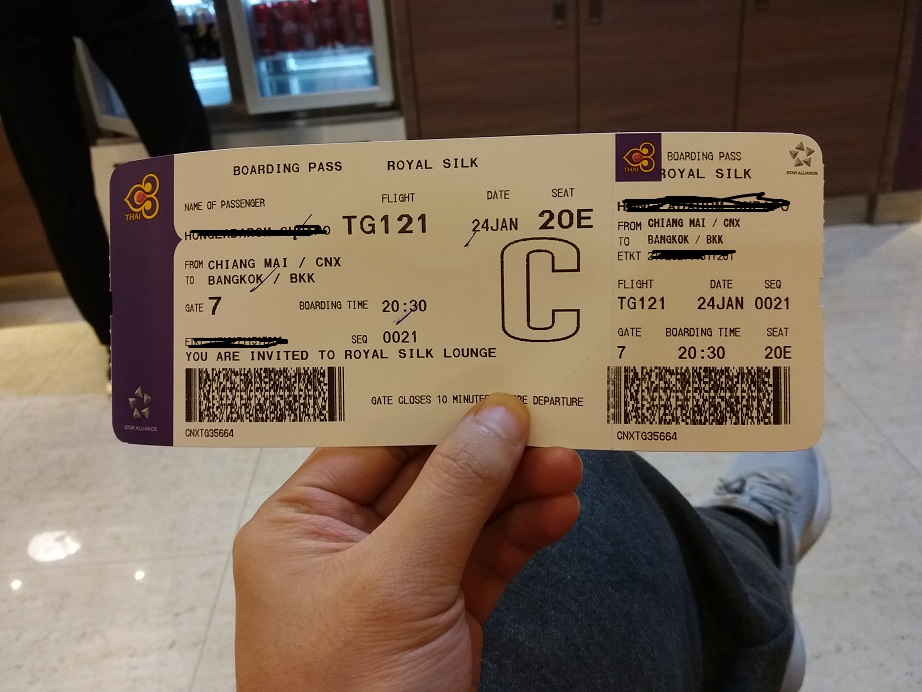 BOARDING PASS ROYAL SILK
NAME OF PASSENGER
FLIGHT
TG121
DATE
24JAN
SEAT
20E
FROM CHIANG MAI / CNX
TO BANGKOK / BKK
GATE 7 BOARDING TIME 20:30
C
SEQ 0021
YOU ARE INVITED TO ROYAL SILK LOUNGE
GATE CLOSES 10 DEPARTURE
CNXTG35664
THAI
STAR ALLIANCE
THAI
BOARDING PASS
ROYAL SILK
STAR ALLIANCE
FROM CHIANG MAI / CNX
TO BANGKOK / BKK
ETKT
FLIGHT DATE SEQ
TG121 24JAN 0021
GATE BOARDING TIME SEAT
7 20:30 20E
CNXTG35664